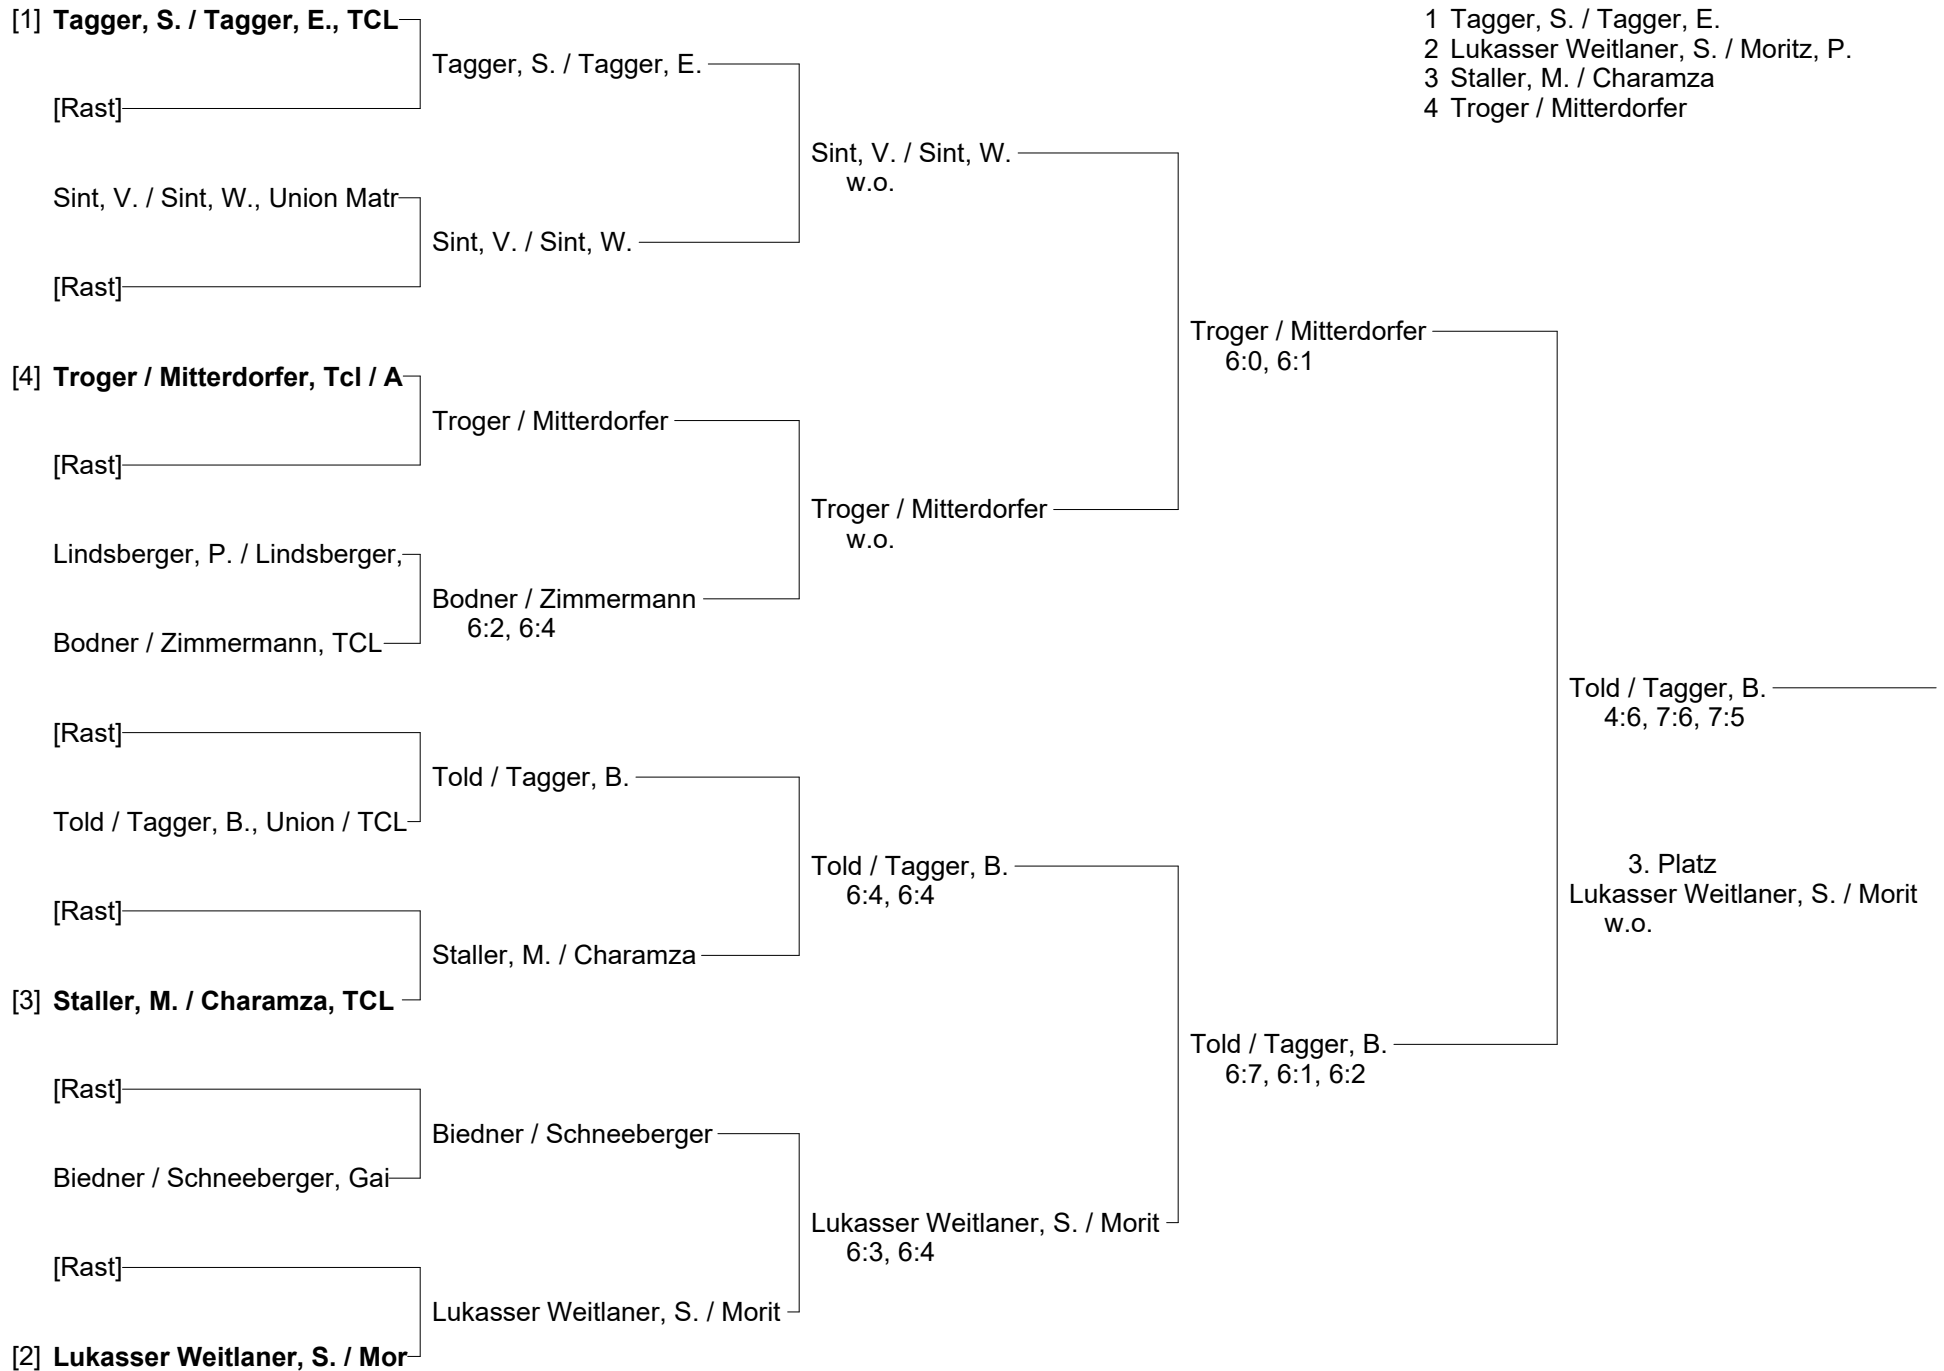 [1] Tagger, S. / Tagger, E., TCL
[Rast]
Sint, V. / Sint, W., Union Matr
[Rast]
[4] Troger / Mitterdorfer, Tcl / A
[Rast]
Lindsberger, P. / Lindsberger,
Bodner / Zimmermann, TCL
[Rast]
Told / Tagger, B., Union / TCL
[Rast]
[3] Staller, M. / Charamza, TCL
[Rast]
Biedner / Schneeberger, Gai
[Rast]
[2] Lukasser Weitlaner, S. / Mor
Tagger, S. / Tagger, E.
Sint, V. / Sint, W.
Troger / Mitterdorfer
Bodner / Zimmermann
6:2, 6:4
Told / Tagger, B.
Staller, M. / Charamza
Biedner / Schneeberger
Lukasser Weitlaner, S. / Morit
Sint, V. / Sint, W.
w.o.
Troger / Mitterdorfer
w.o.
Told / Tagger, B.
6:4, 6:4
Lukasser Weitlaner, S. / Morit
6:3, 6:4
Troger / Mitterdorfer
6:0, 6:1
Told / Tagger, B.
6:7, 6:1, 6:2
Told / Tagger, B.
4:6, 7:6, 7:5
3. Platz
Lukasser Weitlaner, S. / Morit
w.o.
1 Tagger, S. / Tagger, E.
2 Lukasser Weitlaner, S. / Moritz, P.
3 Staller, M. / Charamza
4 Troger / Mitterdorfer